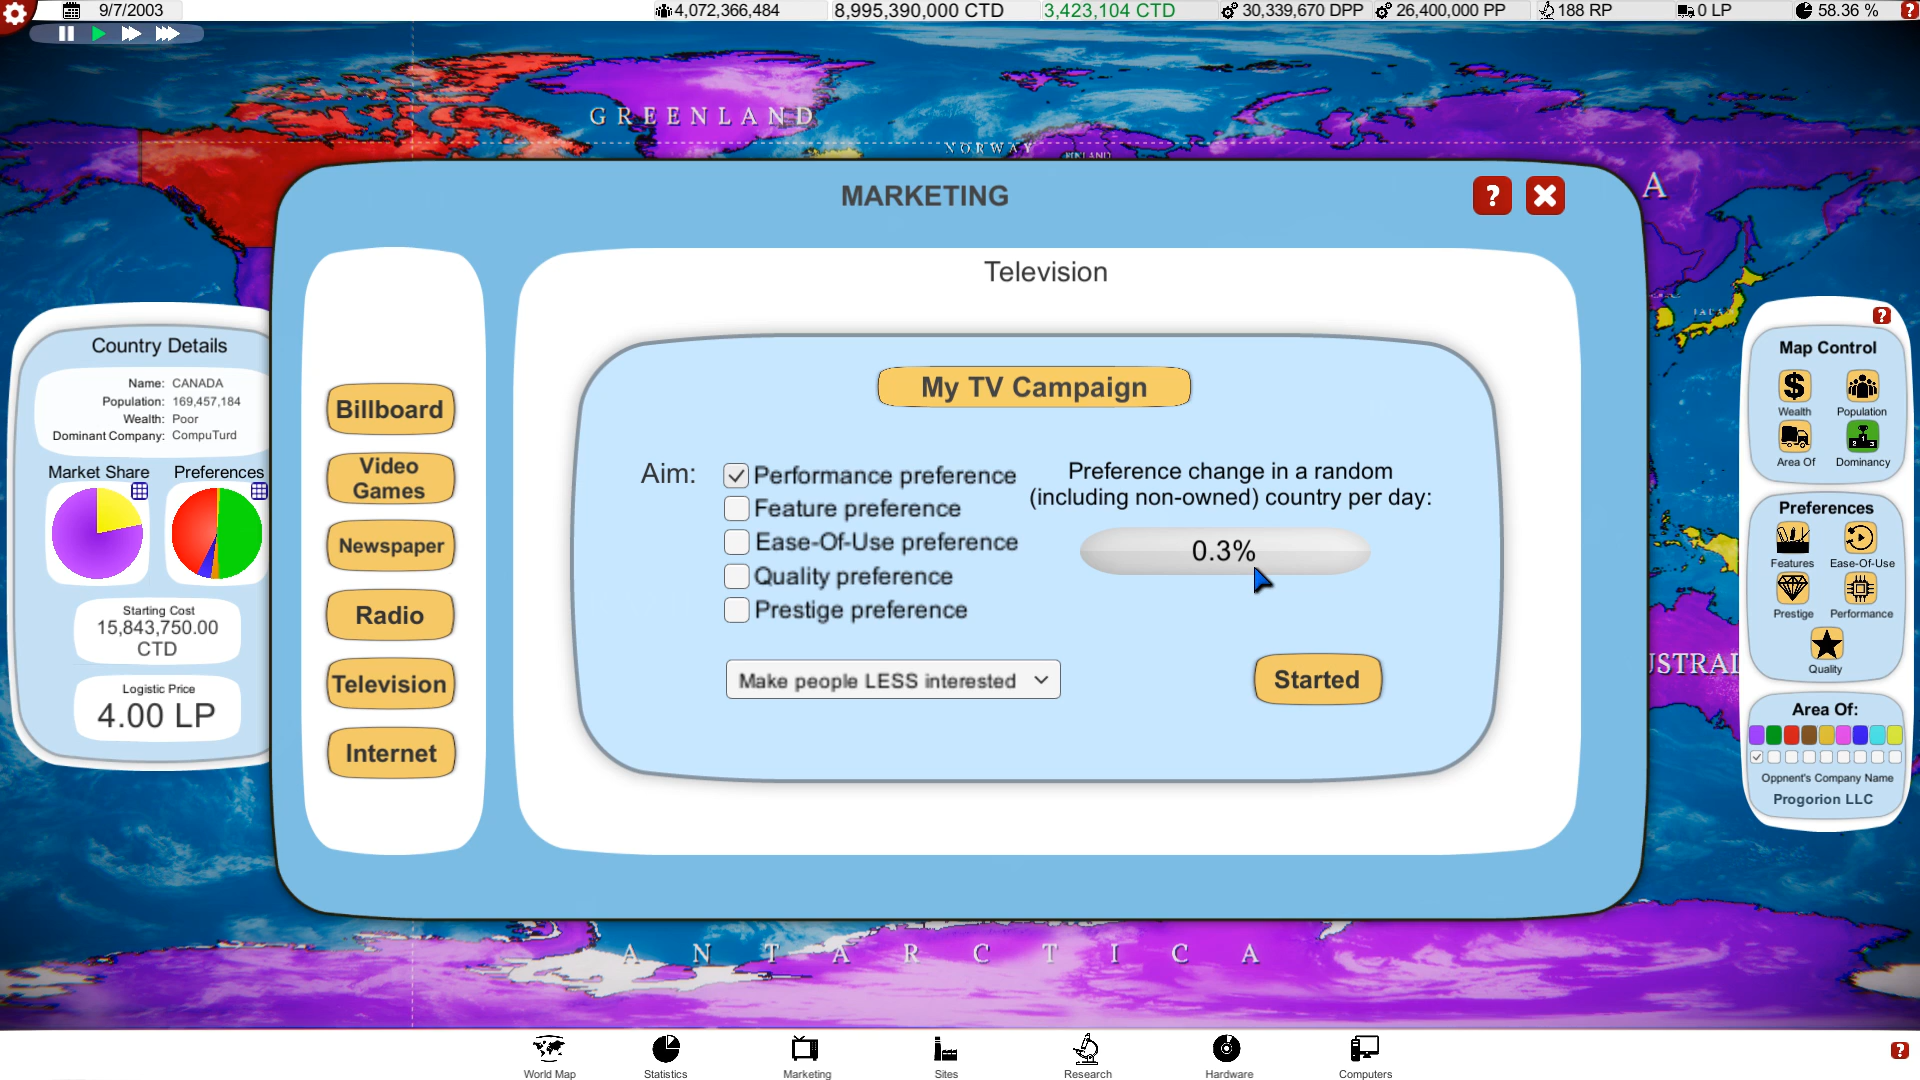 9/7/2003
4,072,366,484
8,995,390,000 CTD
3,423,104 CTD
30,339,670 DPP
26,400,000 PP
188 RP
0 LP
58.36 %
?
GREENLAND
NORWAY
FINLAND
A
MARKETING
?
Television
Country Details
Name: CANADA
Population: 169,457,184
Wealth: Poor
Dominant Company: CompuTurd
Market Share
Preferences
Starting Cost
15,843,750.00
CTD
Logistic Price
4.00 LP
Billboard
Video
Games
Newspaper
Radio
Television
Internet
My TV Campaign
Aim:
Performance preference
Feature preference
Ease-Of-Use preference
Quality preference
Prestige preference
Preference change in a random
(including non-owned) country per day:
0.3%
Make people LESS interested
Started
JAPAN
USTRAL
?
Map Control
$
Wealth
Population
1 2 3
Area Of
Dominancy
Preferences
Features
Ease-Of-Use
Prestige
Performance
Quality
Area Of:
Oppnent's Company Name
Progorion LLC
ANTARCTICA
World Map
Statistics
Marketing
Sites
Research
Hardware
Computers
?